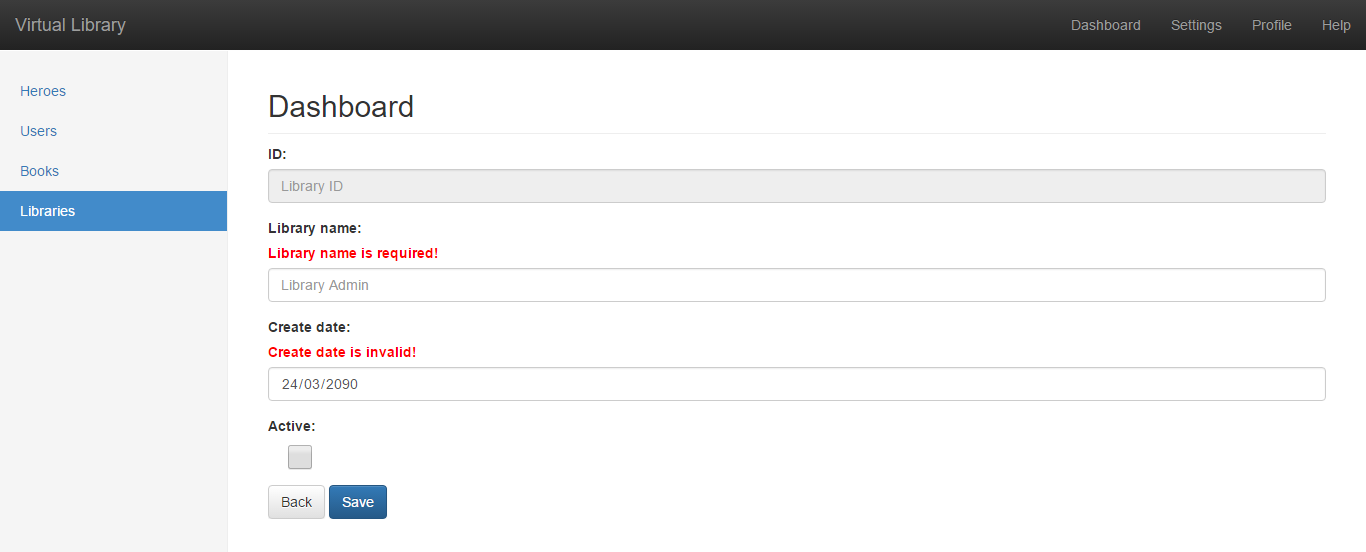 Virtual Library
Dashboard Settings Profile Help
Heroes
Users
Books
Libraries
Dashboard
ID:
Library ID
Library name:
Library name is required!
Library Admin
Create date:
Create date is invalid!
24/03/2090
Active:
Back Save